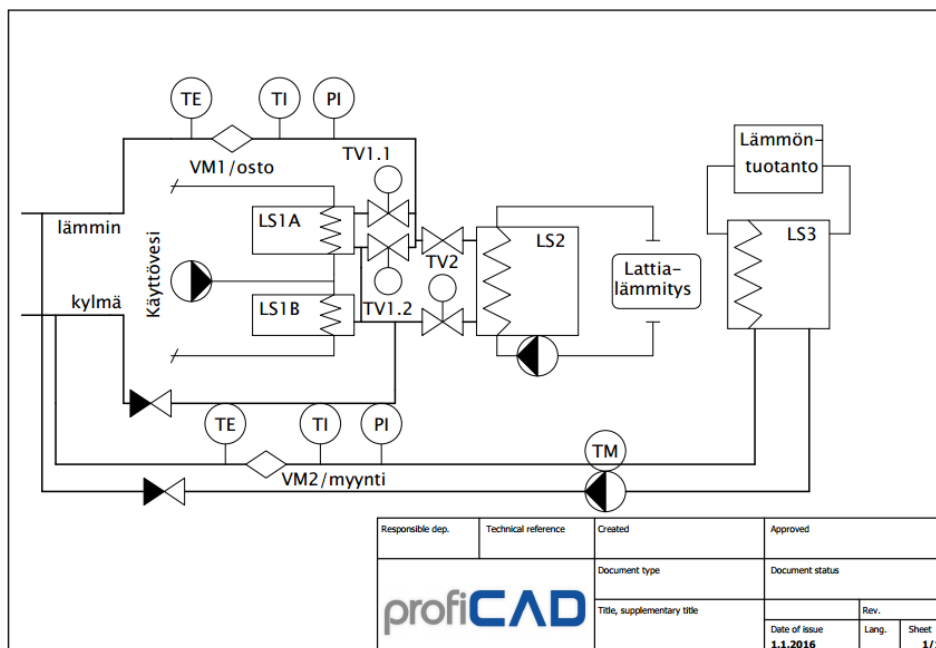 TE
TI
PI
VM1/osto
TV1.1
Lämmön-
tuotanto
lämmin
LS1A
LS2
LS3
Käyttövesi
TV2
Lattia-
lämmitys
kylmä
LS1B
TV1.2
TE
TI
PI
TM
VM2/myynti
Responsible dep.
Technical reference
Created
Approved
Document type
Document status
profiCAD
Title, supplementary title
Rev.
Date of issue
Lang.
Sheet
1.1.2016